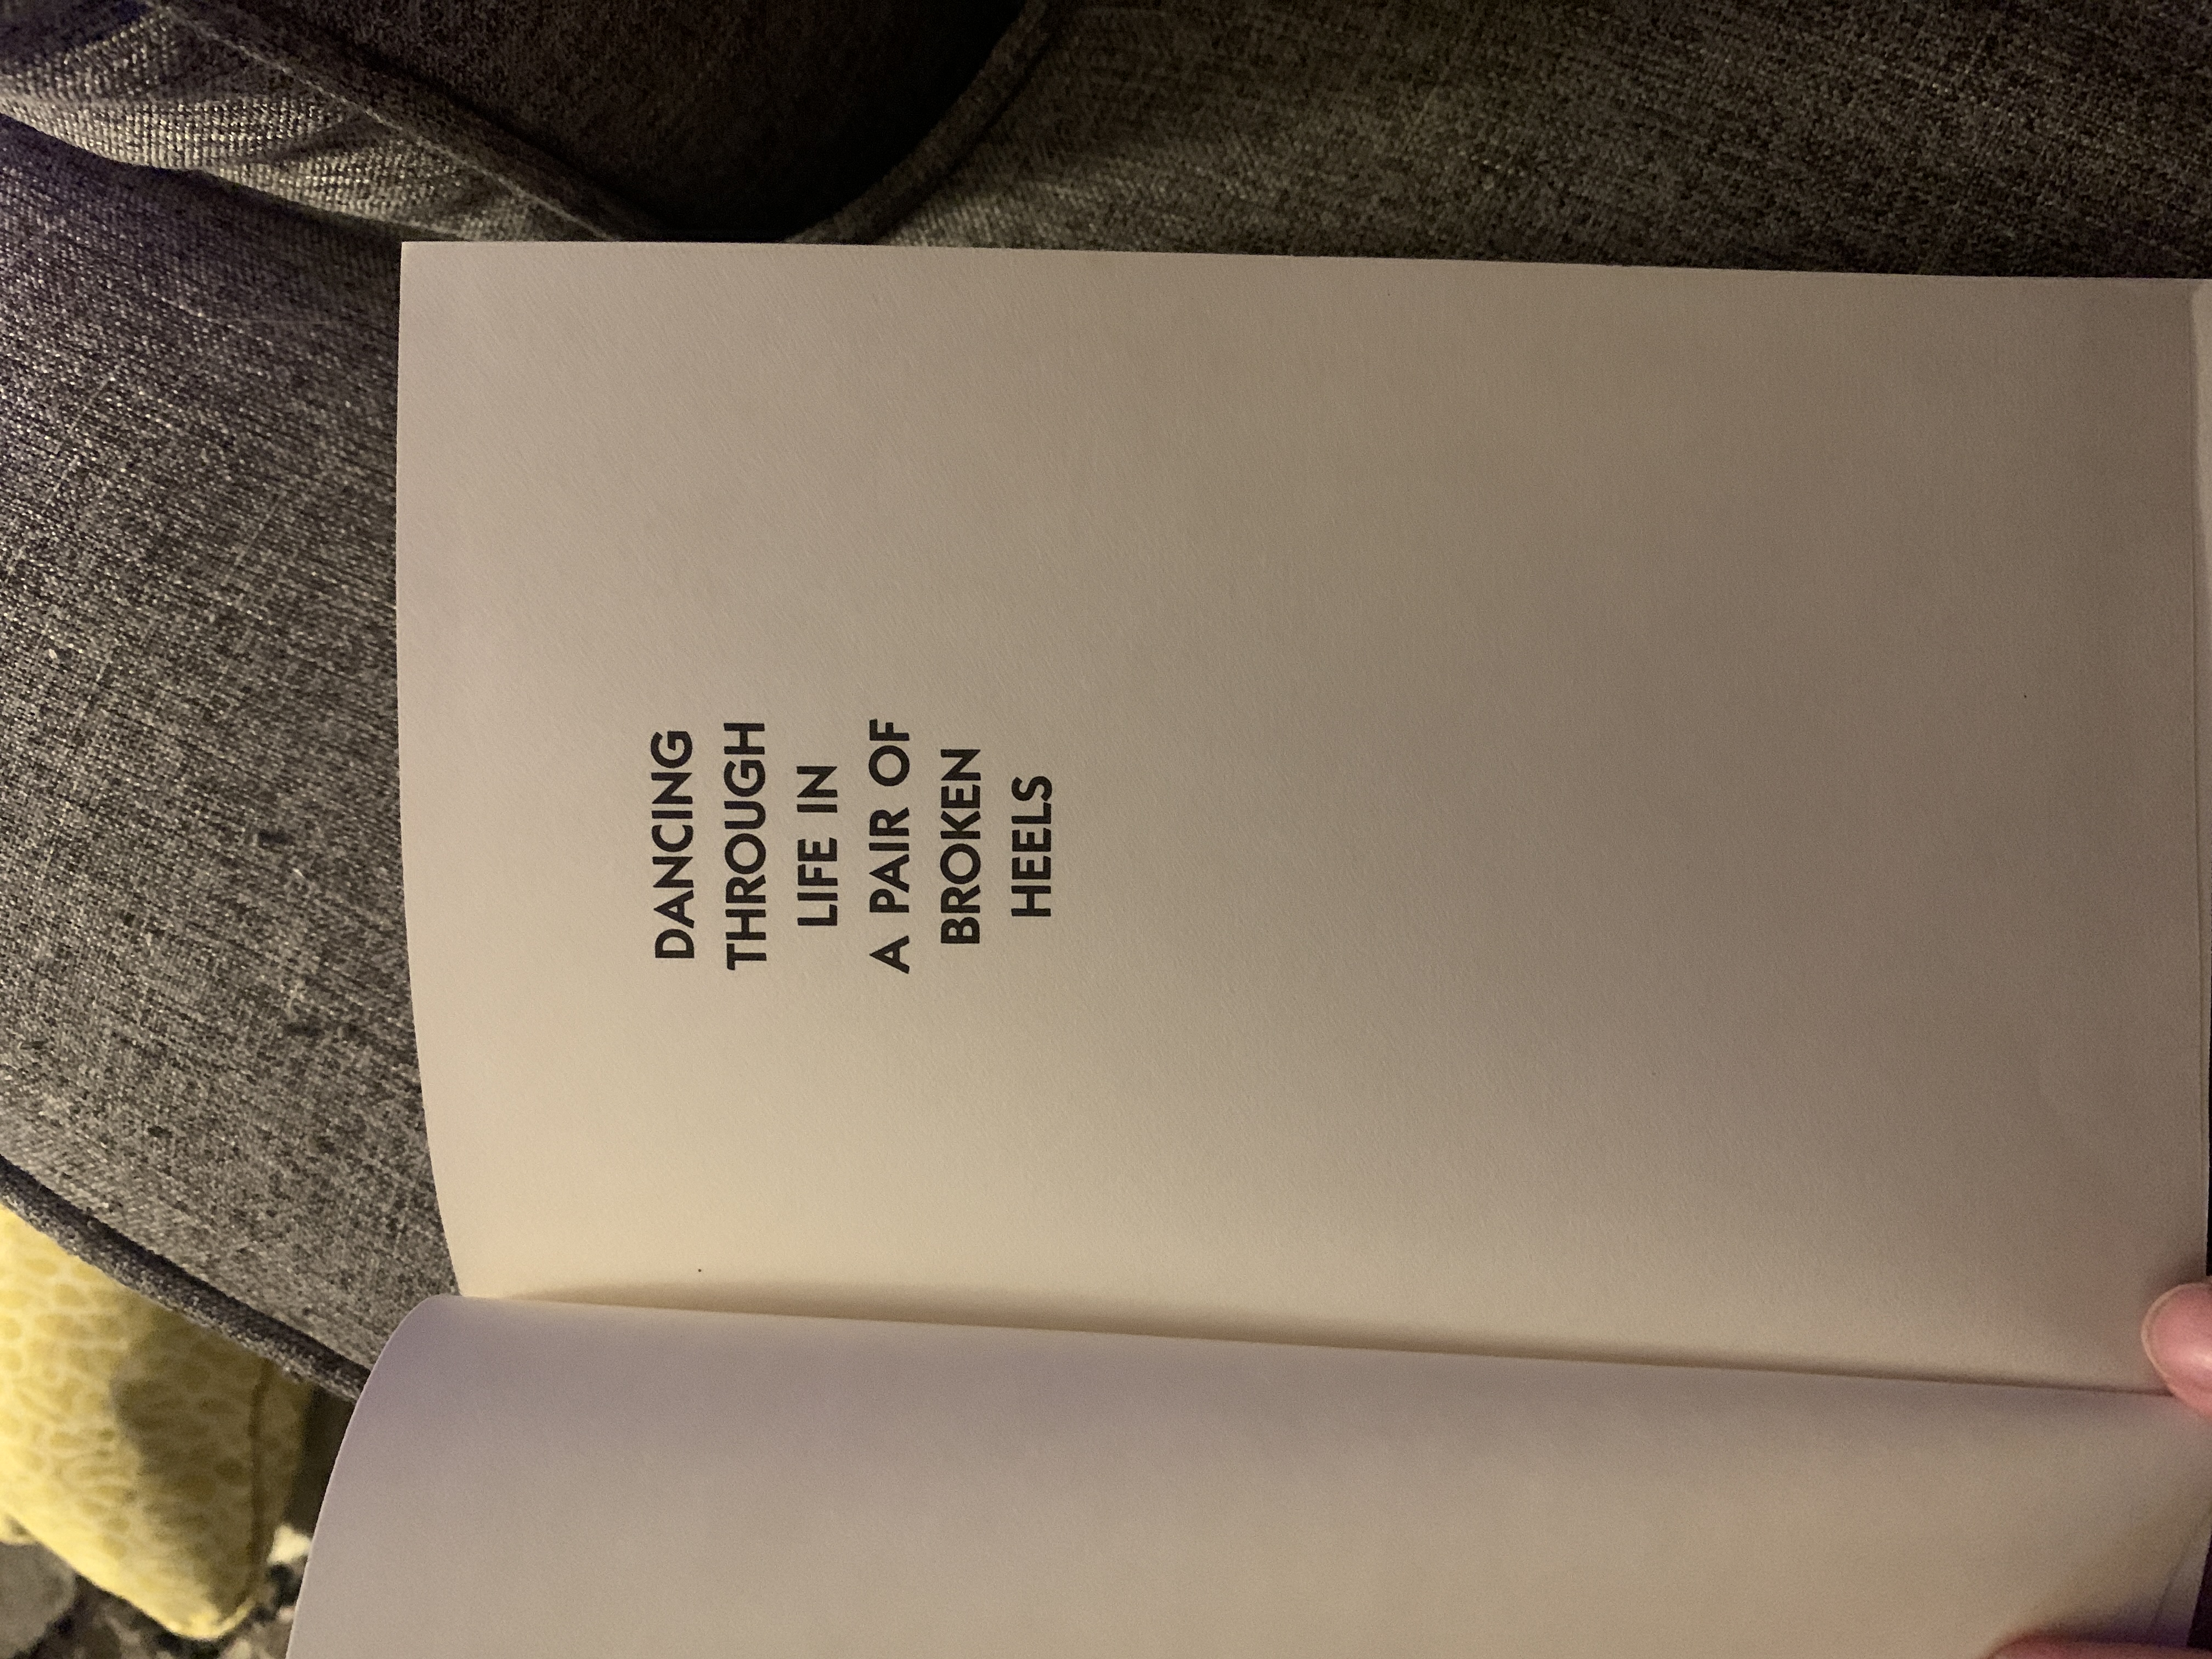 DANCING
THROUGH
LIFE IN
A PAIR OF
BROKEN
HEELS